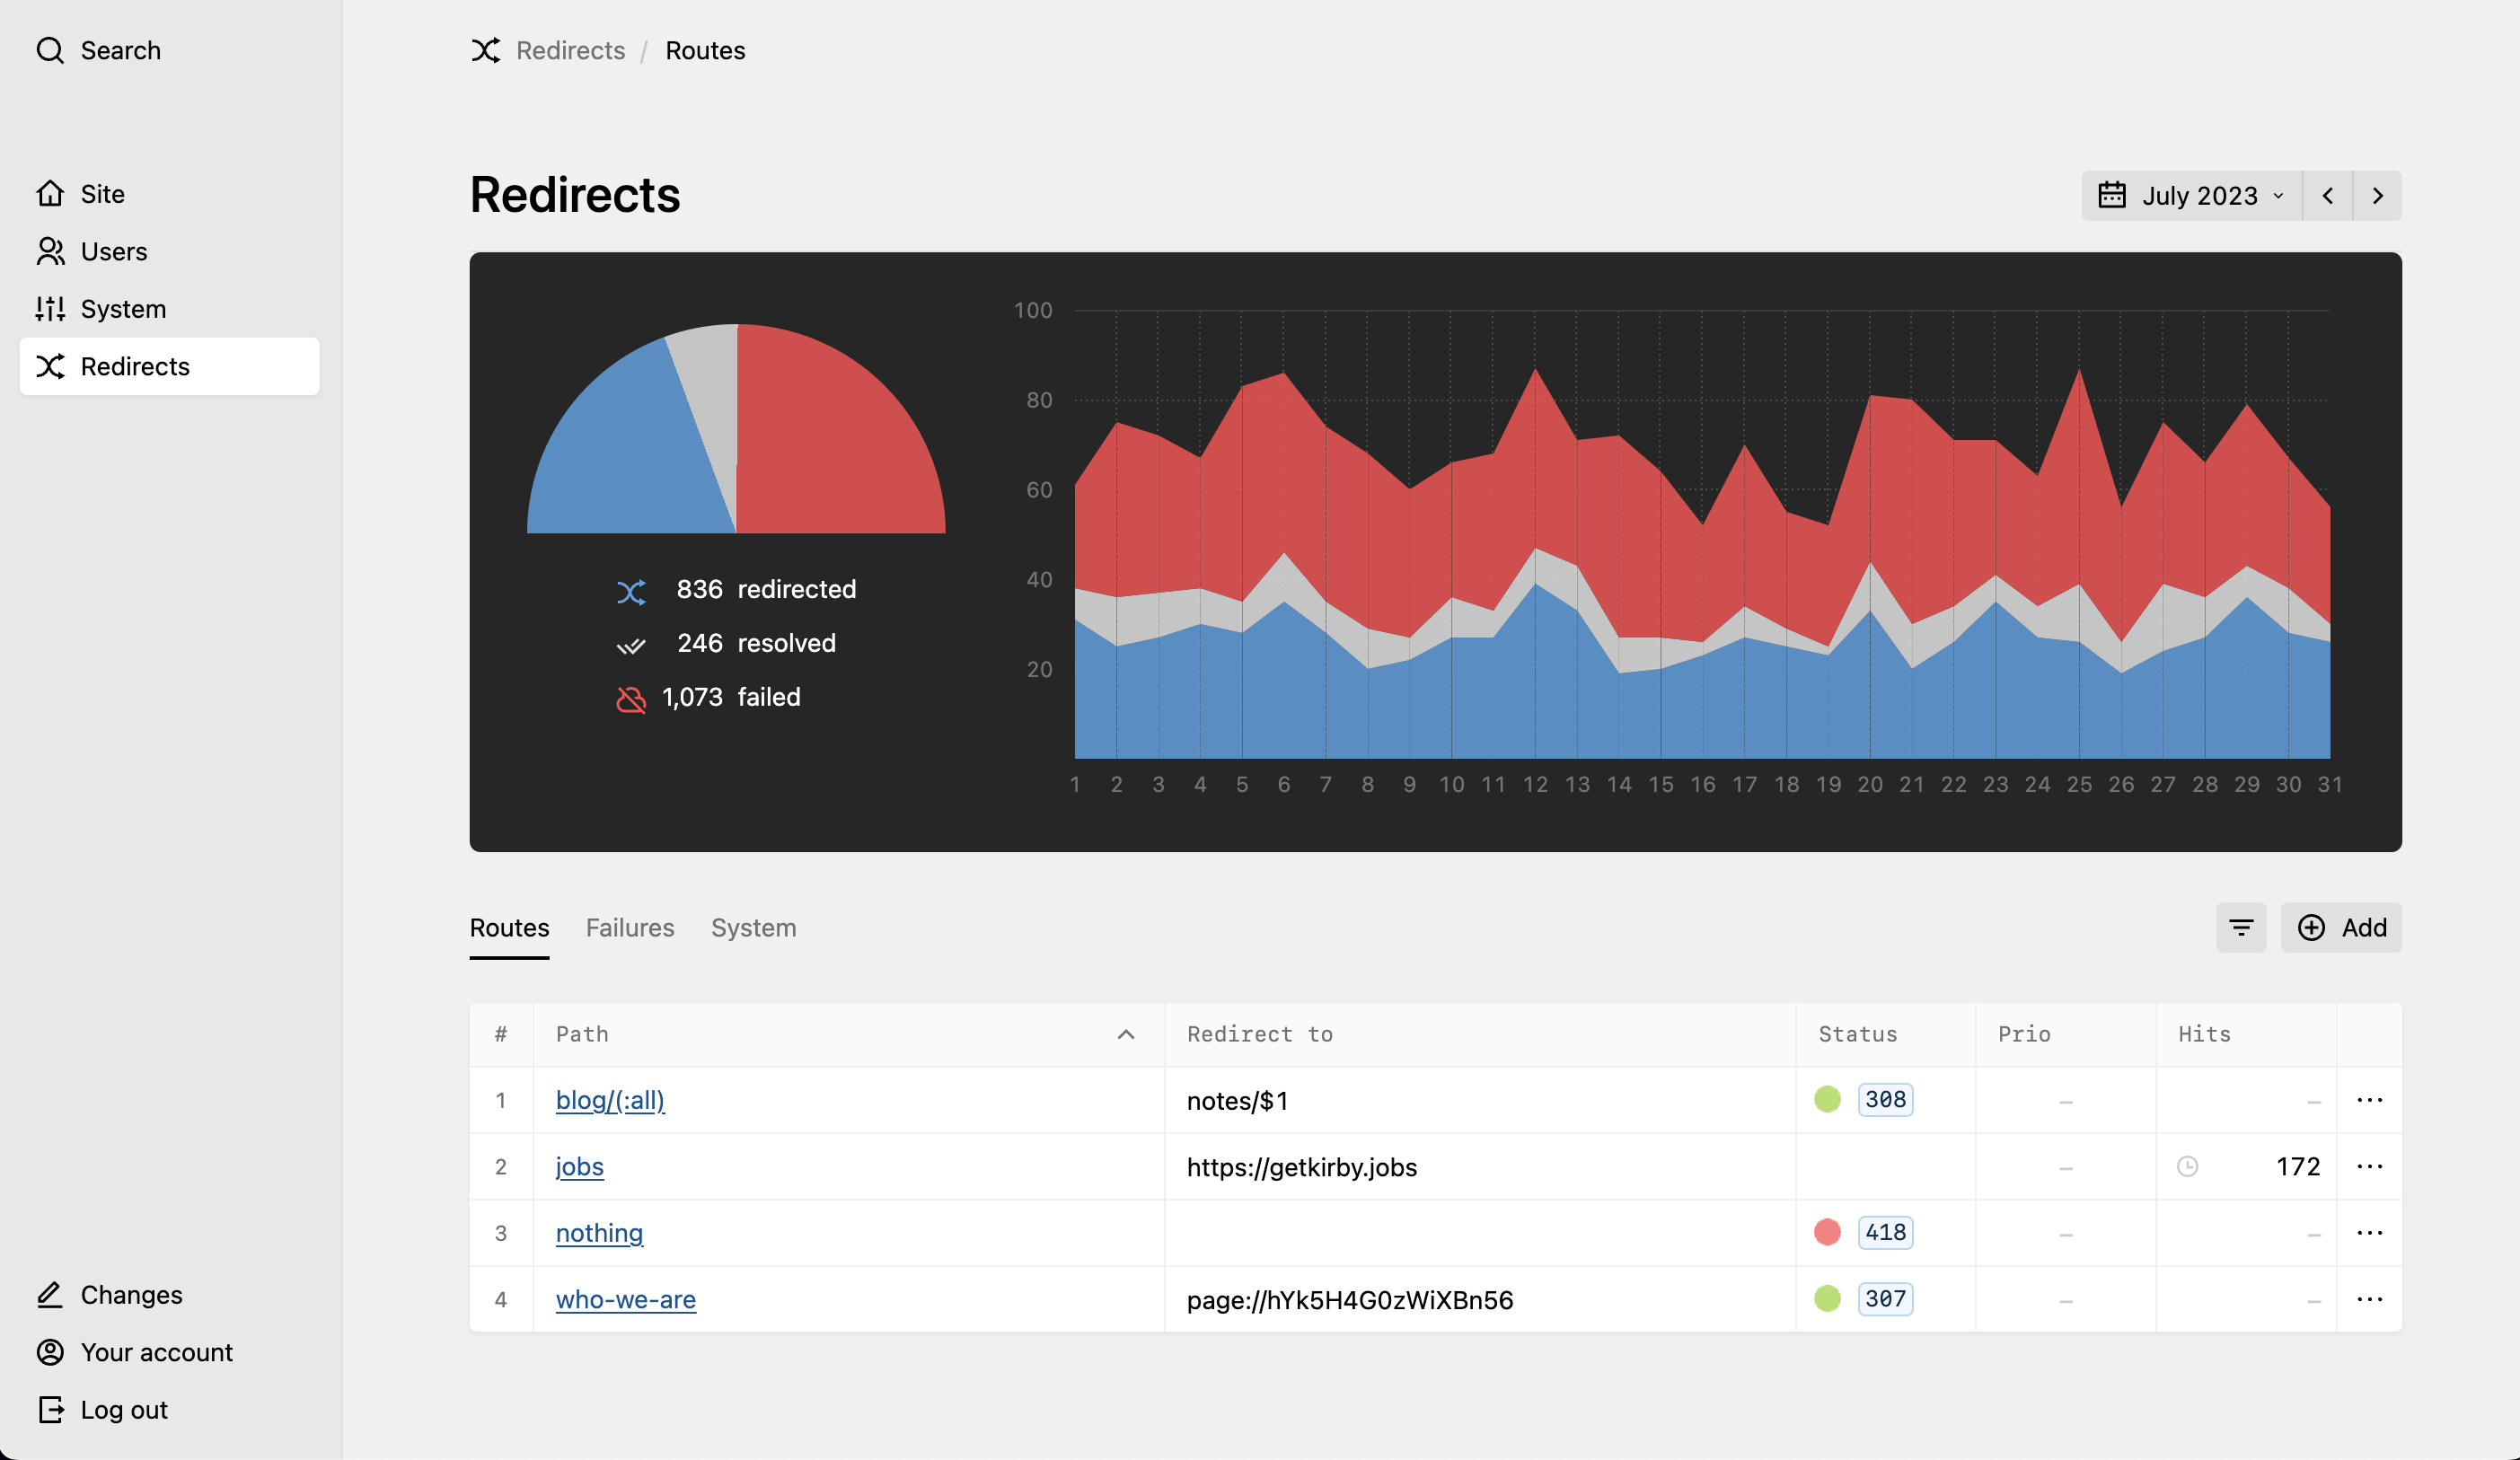 Search
Site
Users
System
Redirects
Changes
Your account
Log out
Redirects / Routes
Redirects
July 2023
836 redirected
246 resolved
1,073 failed
100
80
60
40
20
1 2 3 4 5 6 7 8 9 10 11 12 13 14 15 16 17 18 19 20 21 22 23 24 25 26 27 28 29 30 31
Routes Failures System
Add
# Path Redirect to Status Prio Hits
1 blog/(:all) notes/$1 308 – –
2 jobs https://getkirby.jobs – 172
3 nothing 418 – –
4 who-we-are page://hYk5H4G0zWiXBn56 307 – –